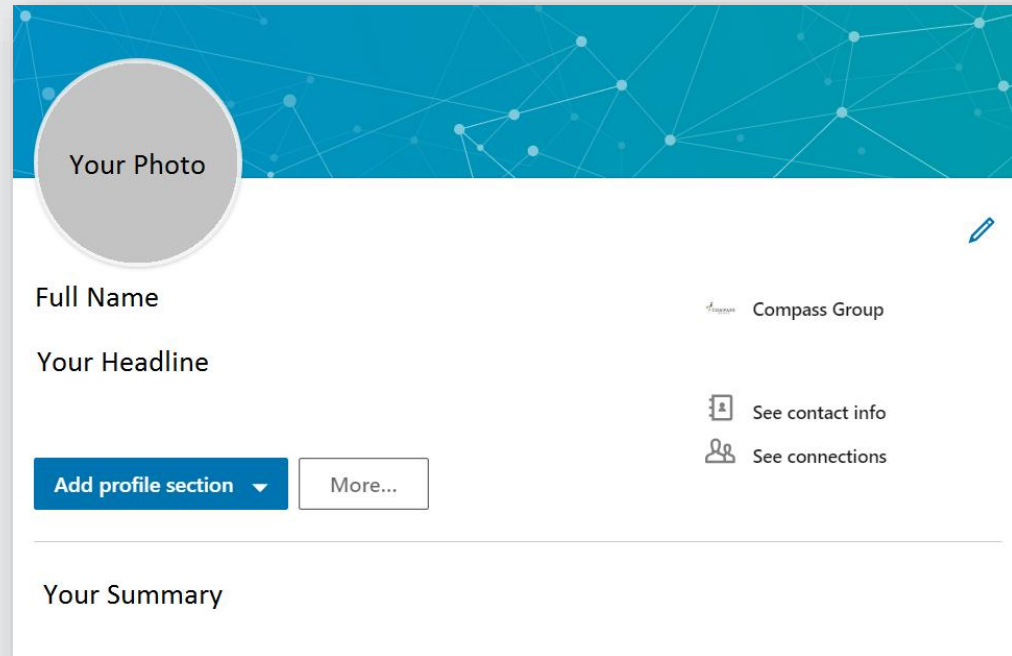 Your Photo
Full Name
Your Headline
Compass Group
See contact info
See connections
Add profile section
More...
Your Summary